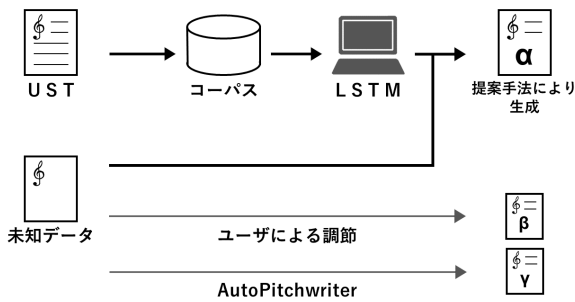 α
UST
コーパス
LSTM
提案手法により
生成
未知データ
ユーザによる調節
β
AutoPitchwriter
γ